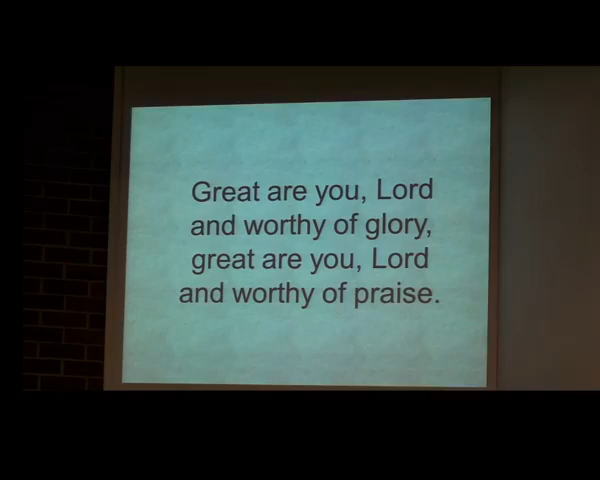 Great are you, Lord
and worthy of glory,
great are you, Lord
and worthy of praise.